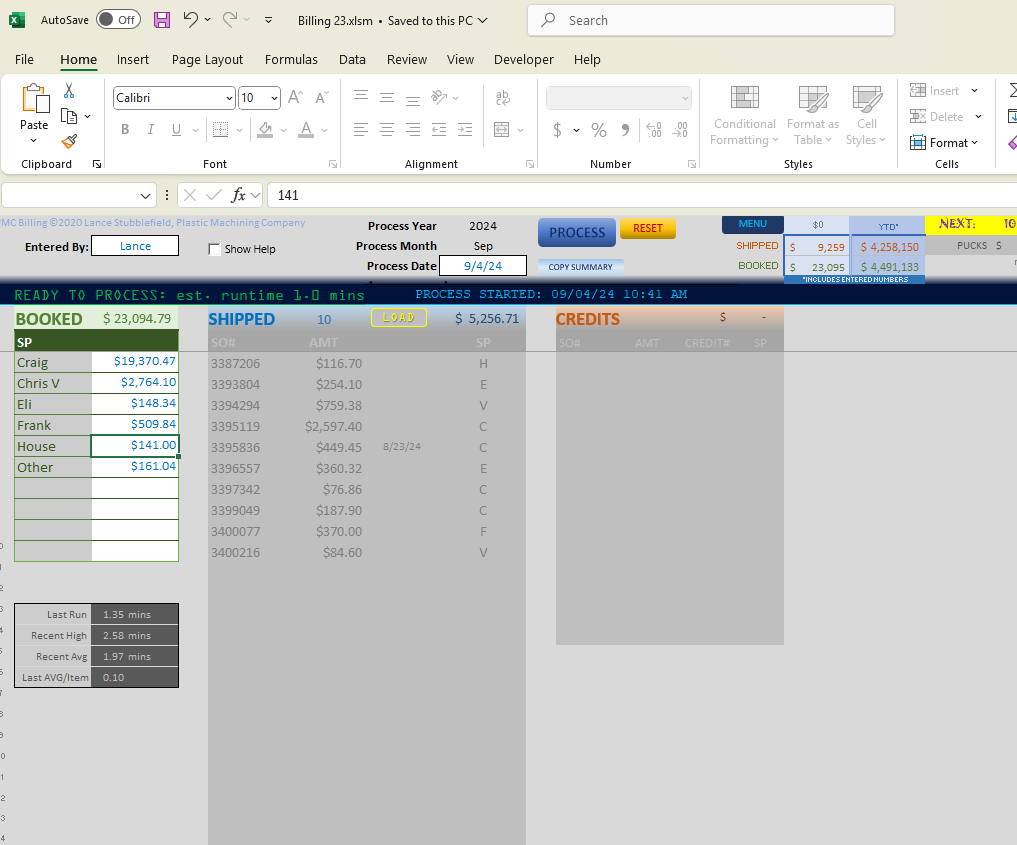 AutoSave Off Billing 23.xlsm • Saved to this PC Search
File Home Insert Page Layout Formulas Data Review View Developer Help
Paste
Calibri 10
B I U
ab
$ % 9
Conditional Formatting
Format as Table
Cell Styles
Insert
Delete
Format
Clipboard Font Alignment Number Styles Cells
fx 141
MC Billing ©2020 Lance Stubblefield, Plastic Machining Company
Entered By: Lance
Show Help
Process Year 2024
Process Month Sep
Process Date 9/4/24
PROCESS RESET
COPY SUMMARY
MENU $0 YTD* NEXT: 10
SHIPPED $ 9,259 $ 4,258,150 PUCKS $
BOOKED $ 23,095 $ 4,491,133
*INCLUDES ENTERED NUMBERS
READY TO PROCESS: est. runtime 1.0 mins PROCESS STARTED: 09/04/24 10:41 AM
BOOKED $ 23,094.79
SP
Craig $19,370.47
Chris V $2,764.10
Eli $148.34
Frank $509.84
House $141.00
Other $161.04
SHIPPED 10 LOAD $ 5,256.71
SO# AMT SP
3387206 $116.70 H
3393804 $254.10 E
3394294 $759.38 V
3395119 $2,597.40 C
3395836 $449.45 8/23/24 C
3396557 $360.32 E
3397342 $76.86 C
3399049 $187.90 C
3400077 $370.00 F
3400216 $84.60 V
CREDITS $ -
SO# AMT CREDIT# SP
Last Run 1.35 mins
Recent High 2.58 mins
Recent Avg 1.97 mins
Last AVG/Item 0.10